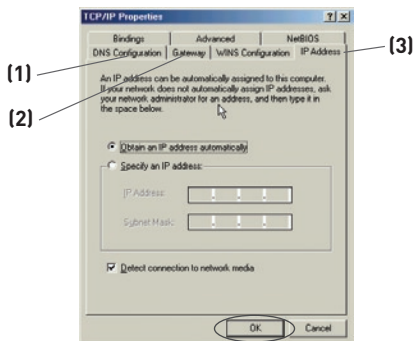 TCP/IP Properties
Bindings Advanced NetBIOS
DNS Configuration Gateway WINS Configuration IP Address
(3)
(1)
(2)
An IP address can be automatically assigned to this computer.
If your network does not automatically assign IP addresses, ask
your network administrator for an address, and then type it in
the space below.
Obtain an IP address automatically
Specify an IP address:
IP Address:
Subnet Mask:
Detect connection to network media
OK Cancel